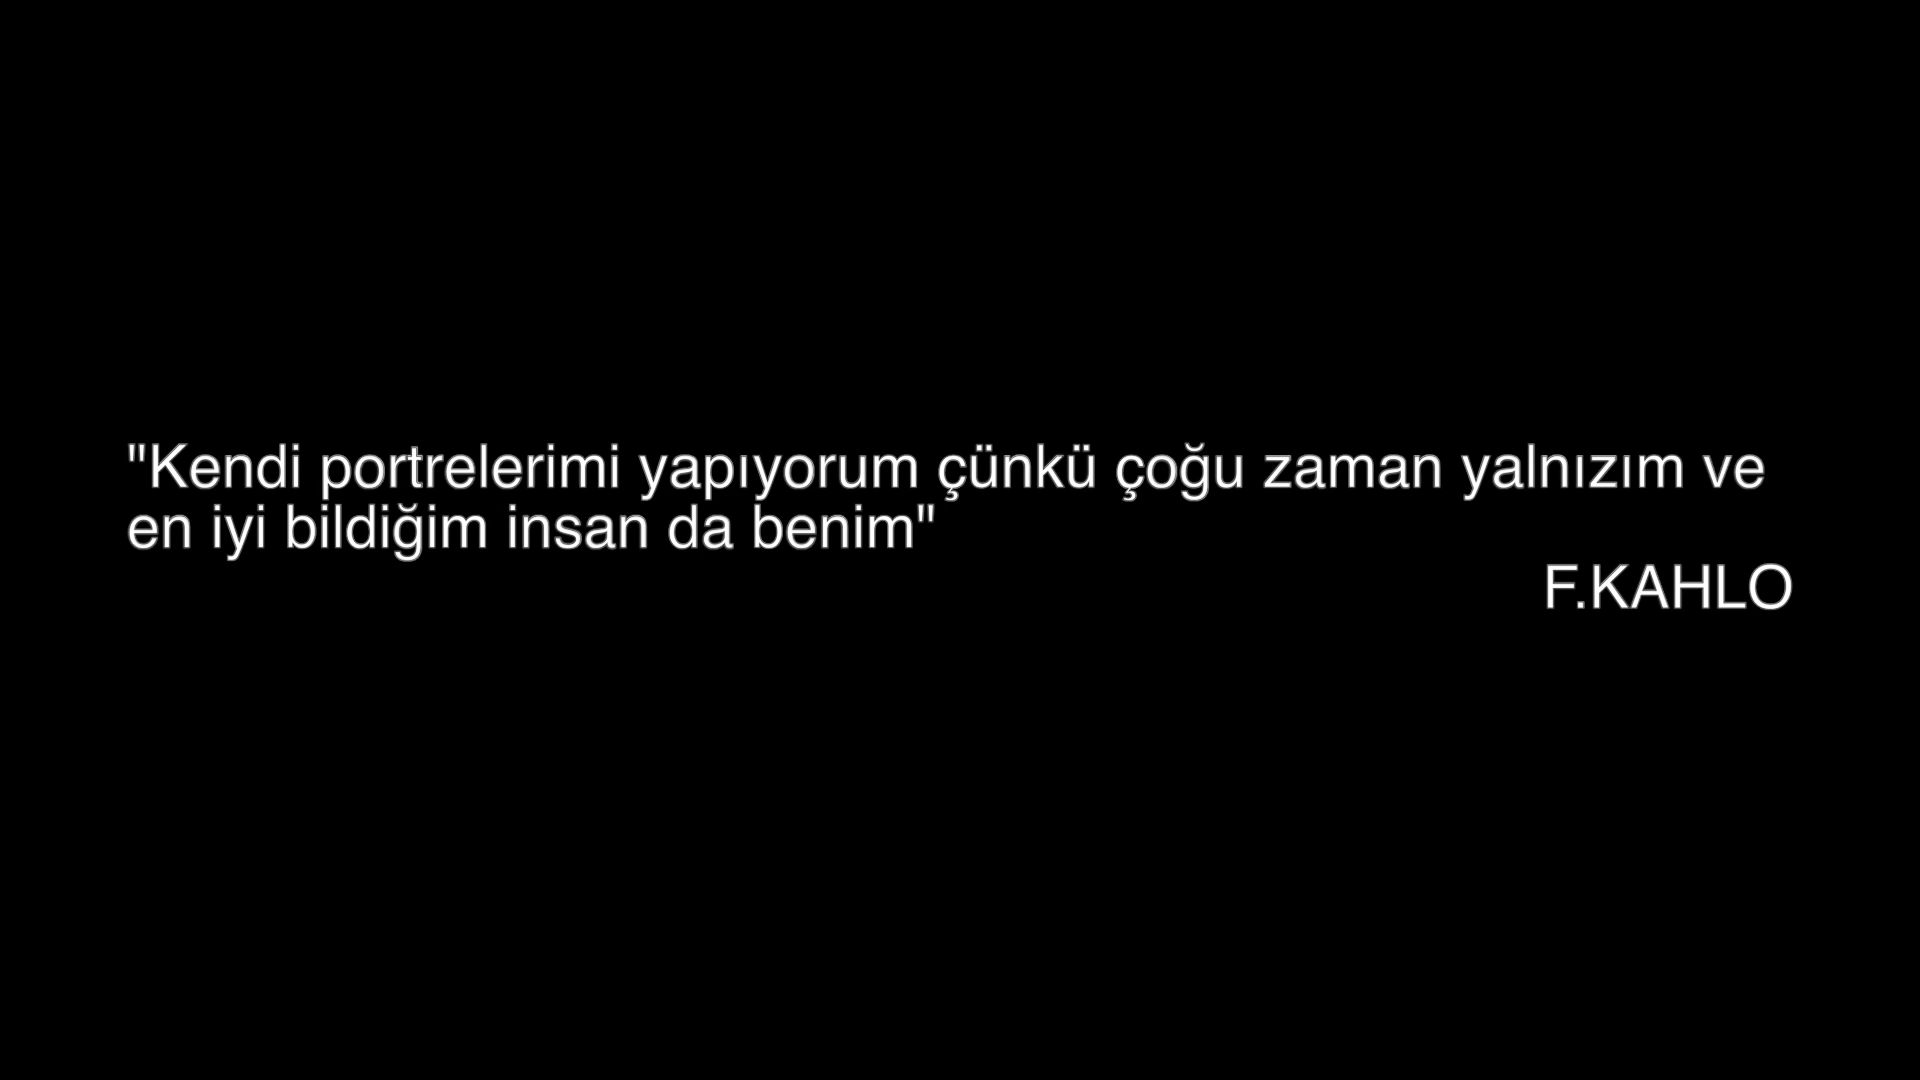 "Kendi portrelerimi yapıyorum çünkü çoğu zaman yalnızım ve
en iyi bildiğim insan da benim"
F.KAHLO